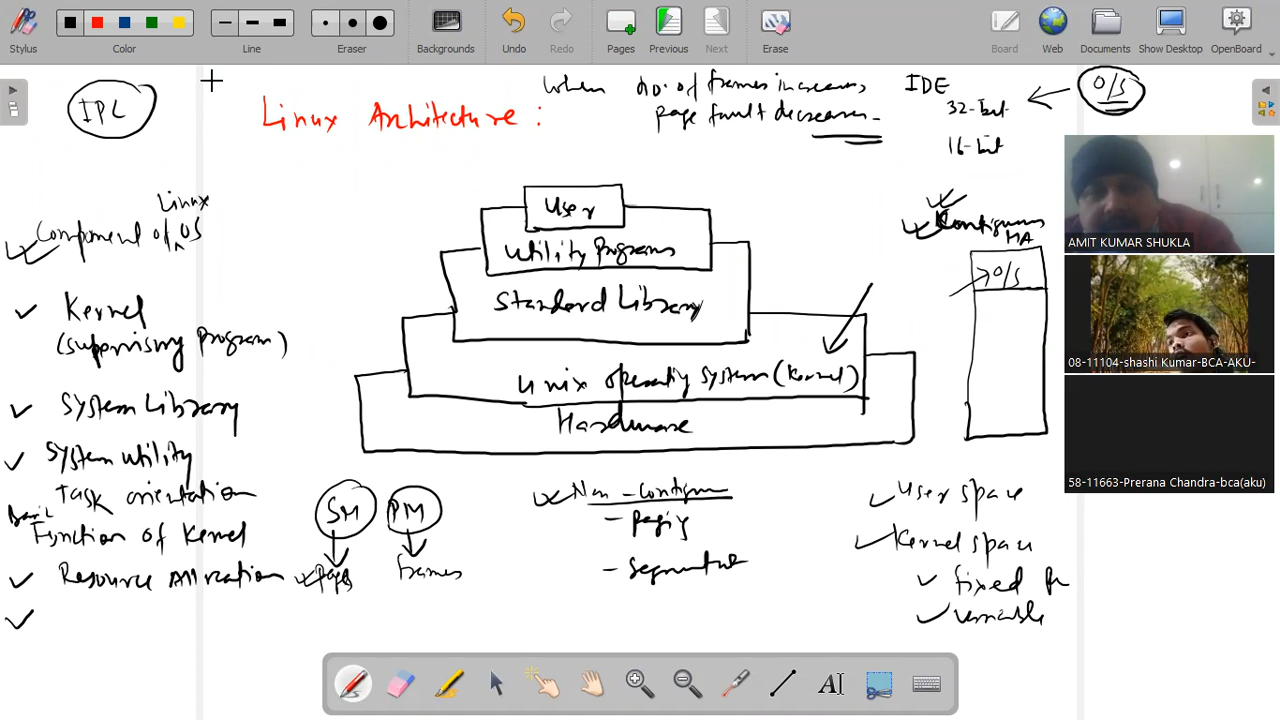 Stylus
Color
Line
Eraser
Backgrounds
Undo
Redo
Pages
Previous
Next
Erase
Board
Web
Documents
Show Desktop
OpenBoard
IPL
Linux Architecture :
When no. of frames increases
page fault decreases
IDE
32-bit
16-bit
O/S
Linux
Component of OS
Kernel
(supervising program)
System Library
System utility
Task orientation
Function of Kernel
Resource Allocation
User
Utility Programs
Standard Library
Unix operating System (Kernel)
Hardware
SM
PM
Pages
frames
Non-Contiguous
- Paging
- Segmentation
Contiguous
MA
O/S
User space
Kernel space
fixed
variable
AMIT KUMAR SHUKLA
08-11104-shashi Kumar-BCA-AKU-
58-11663-Prerana Chandra-bca(aku)